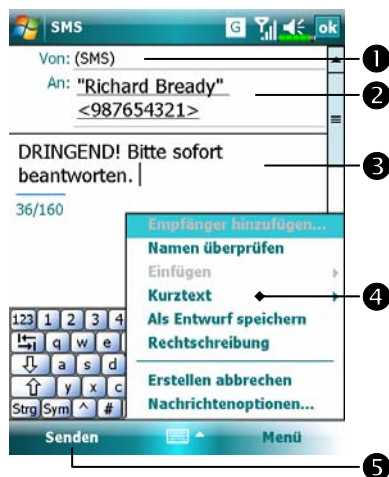 SMS G ok
Von: (SMS)
An: "Richard Bready"
<987654321>
DRINGEND! Bitte sofort
beantworten.
36/160
Empfänger hinzufügen...
Namen überprüfen
Einfügen
Kurztext
Als Entwurf speichern
Rechtschreibung
Erstellen abbrechen
Nachrichtenoptionen...
123 1 2 3 4
q w e
a s d
y x c
Strg Sym ^ #
Senden Menü
1
2
3
4
5